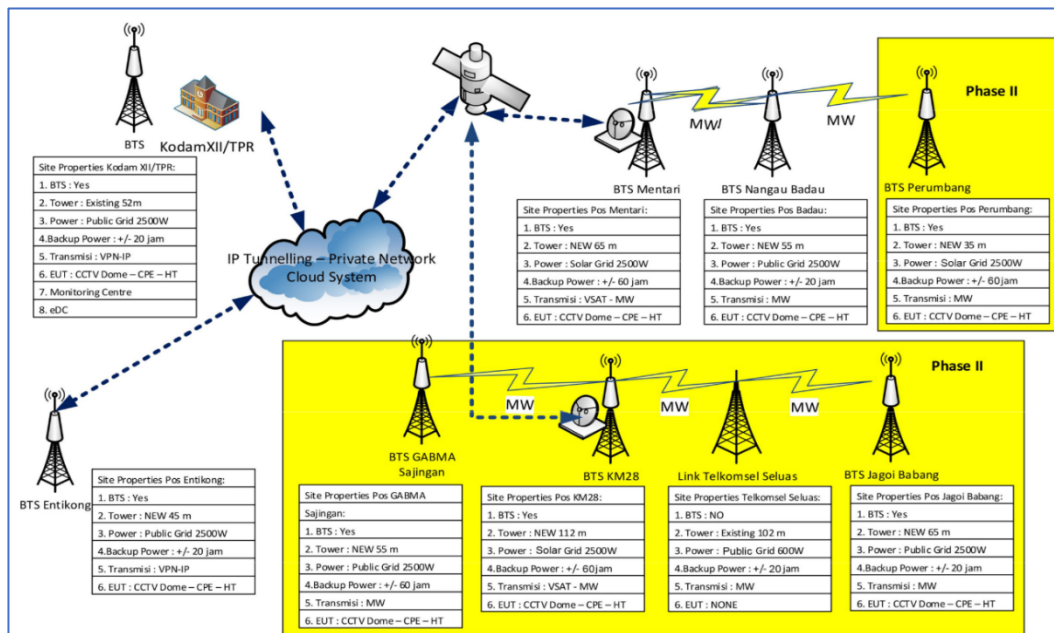 BTS
KodamXII/TPR
Site Properties Kodam XII/TPR:
1. BTS : Yes
2. Tower : Existing 52m
3. Power : Public Grid 2500W
4.Backup Power : +/- 20 jam
5. Transmisi : VPN-IP
6. EUT : CCTV Dome – CPE – HT
7. Monitoring Centre
8. eDC
IP Tunnelling – Private Network
Cloud System
MW/
MW
Phase II
BTS Mentari
BTS Nangau Badau
BTS Perumbang
Site Properties Pos Mentari:
1. BTS : Yes
2. Tower : NEW 65 m
3. Power : Solar Grid 2500W
4.Backup Power : +/- 60 jam
5. Transmisi : VSAT - MW
6. EUT : CCTV Dome – CPE – HT
Site Properties Pos Badau:
1. BTS : Yes
2. Tower : NEW 55 m
3. Power : Public Grid 2500W
4.Backup Power : +/- 20 jam
5. Transmisi : MW
6. EUT : CCTV Dome – CPE – HT
Site Properties Pos Perumbang:
1. BTS : Yes
2. Tower : NEW 35 m
3. Power : Solar Grid 2500W
4.Backup Power : +/- 60jam
5. Transmisi : MW
6. EUT : CCTV Dome – CPE – HT
BTS Entikong
Site Properties Pos Entikong:
1. BTS : Yes
2. Tower : NEW 45 m
3. Power : Public Grid 2500W
4.Backup Power : +/- 20 jam
5. Transmisi : VPN-IP
6. EUT : CCTV Dome – CPE – HT
Phase II
MW
MW
MW
BTS GABMA
Sajingan
BTS KM28
Link Telkomsel Seluas
BTS Jagoi Babang
Site Properties Pos GABMA
Sajingan:
1. BTS : Yes
2. Tower : NEW 55 m
3. Power : Public Grid 2500W
4.Backup Power : +/- 60 jam
5. Transmisi : MW
6. EUT : CCTV Dome – CPE – HT
Site Properties Pos KM28:
1. BTS : Yes
2. Tower : NEW 112 m
3. Power : Solar Grid 2500W
4.Backup Power : +/- 60jam
5. Transmisi : VSAT - MW
6. EUT : CCTV Dome – CPE – HT
Site Properties Telkomsel Seluas:
1. BTS : NO
2. Tower : Existing 102 m
3. Power : Public Grid 600W
4.Backup Power : +/- 20 jam
5. Transmisi : MW
6. EUT : NONE
Site Properties Pos Jagoi Babang:
1. BTS : Yes
2. Tower : NEW 65 m
3. Power : Public Grid 2500W
4.Backup Power : +/- 20 jam
5. Transmisi : MW
6. EUT : CCTV Dome – CPE – HT